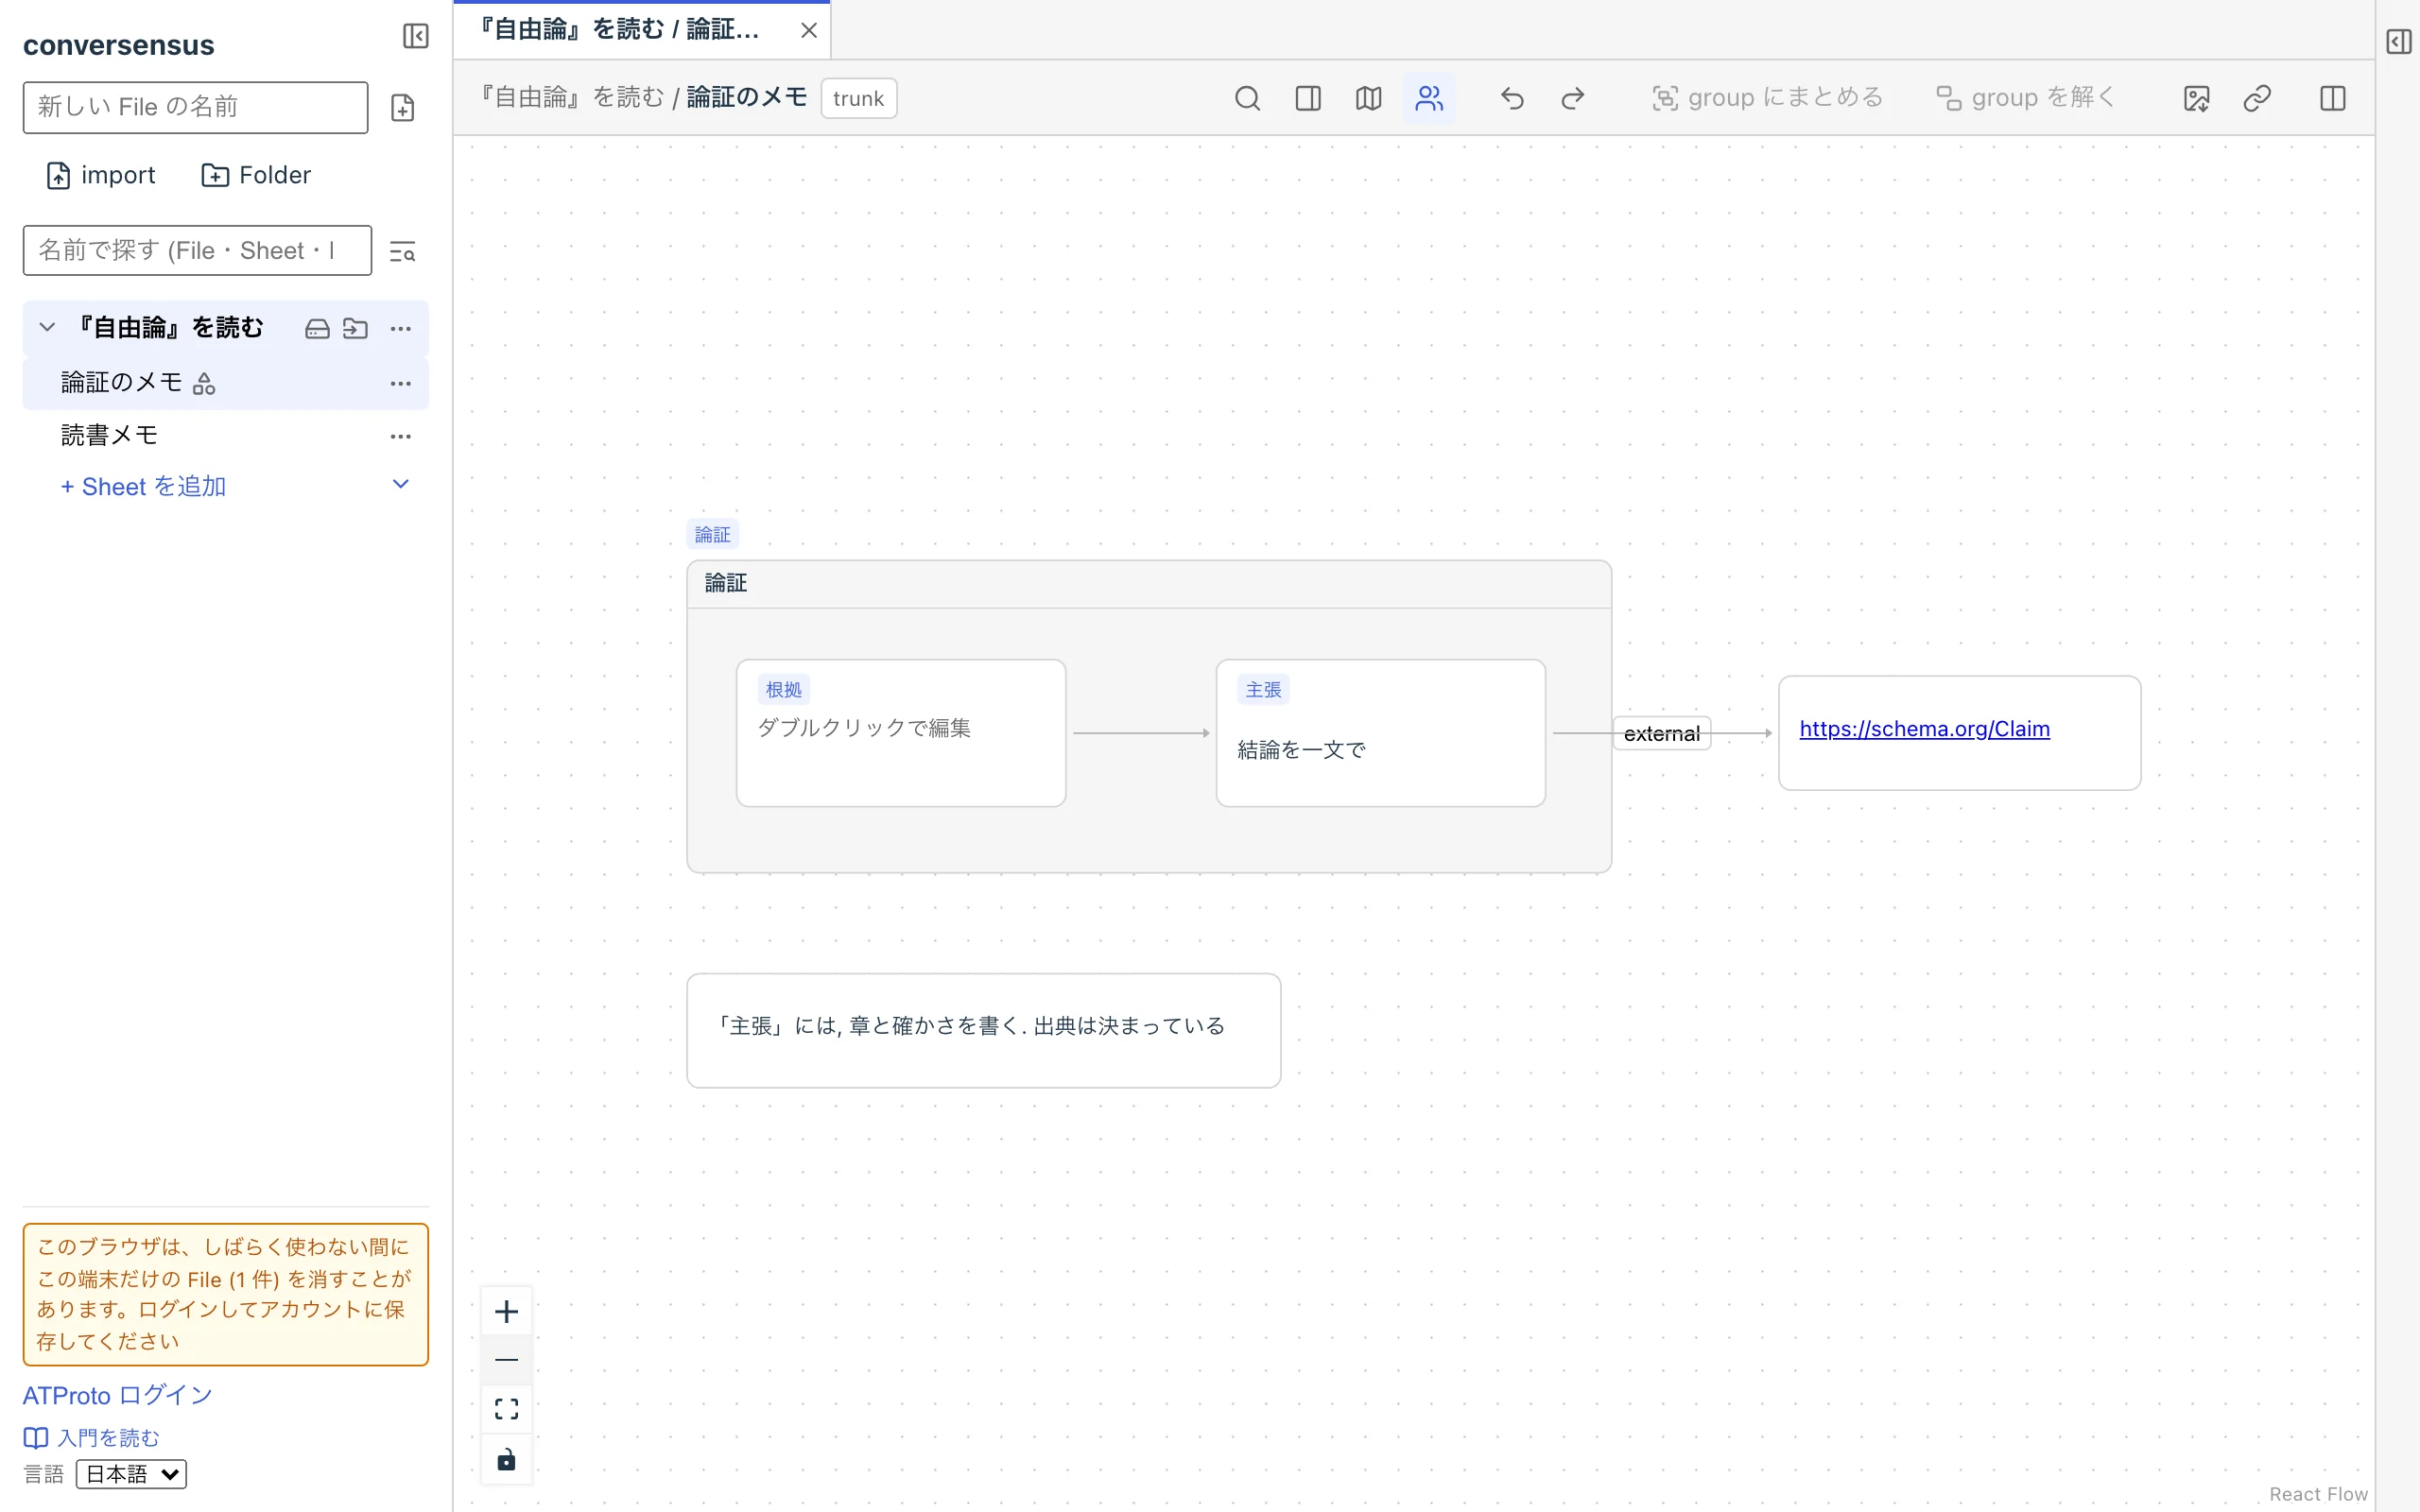 conversensus
新しい File の名前
import
Folder
名前で探す (File・Sheet・I
『自由論』を読む
論証のメモ
読書メモ
+ Sheet を追加
このブラウザは、しばらく使わない間に
この端末だけの File (1 件) を消すことが
あります。ログインしてアカウントに保
存してください
ATProto ログイン
入門を読む
言語 日本語
『自由論』を読む / 論証...
『自由論』を読む / 論証のメモ trunk
group にまとめる
group を解く
論証
論証
根拠
ダブルクリックで編集
主張
結論を一文で
external
https://schema.org/Claim
「主張」には, 章と確かさを書く. 出典は決まっている
React Flow